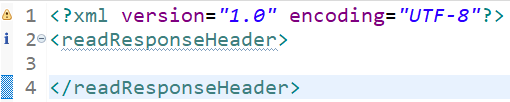 1 <?xml version="1.0" encoding="UTF-8"?>
2 <readResponseHeader>
3
4 </readResponseHeader>